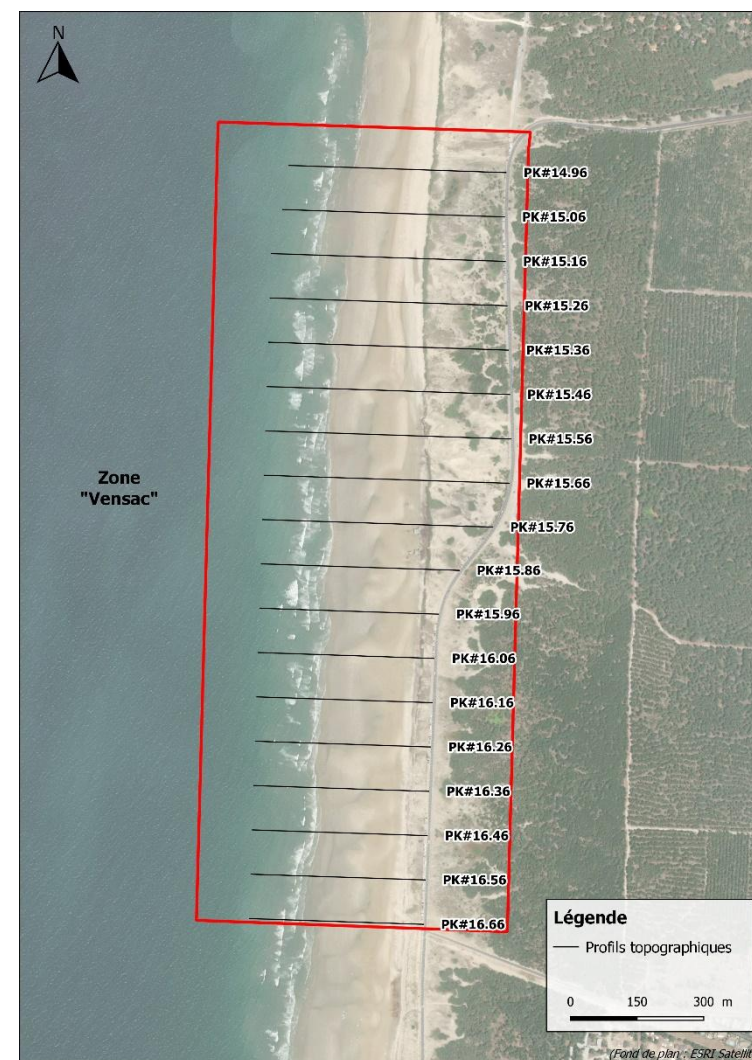 N
PK#14.96
PK#15.06
PK#15.16
PK#15.26
PK#15.36
PK#15.46
PK#15.56
Zone
"Vensac"
PK#15.66
PK#15.76
PK#15.86
PK#15.96
PK#16.06
PK#16.16
PK#16.26
PK#16.36
PK#16.46
PK#16.56
PK#16.66
Légende
Profils topographiques
0 150 300 m
(Fond de plan : ESRI Satellit